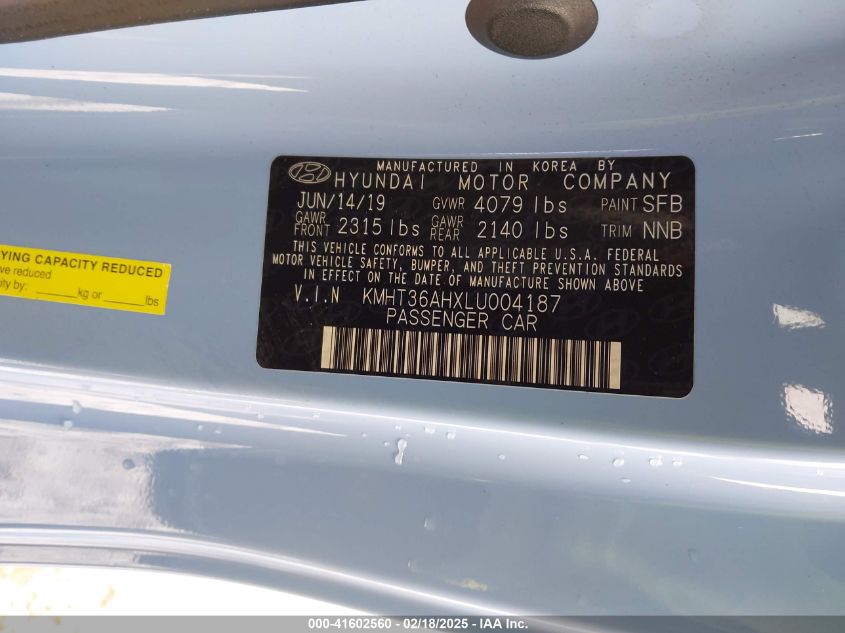 MANUFACTURED IN KOREA BY
HYUNDAI MOTOR COMPANY
JUN/14/19 GVWR 4079 lbs PAINT SFB
GAWR FRONT 2315 lbs GAWR REAR 2140 lbs TRIM NNB
THIS VEHICLE CONFORMS TO ALL APPLICABLE U.S.A. FEDERAL
MOTOR VEHICLE SAFETY, BUMPER, AND THEFT PREVENTION STANDARDS
IN EFFECT ON THE DATE OF MANUFACTURE SHOWN ABOVE.
V.I.N KMHT36AHXLU004187
PASSENGER CAR
YING CAPACITY REDUCED
ve reduced
ty by: ______kg or ______lbs
000-41602560 - 02/18/2025 - IAA Inc.